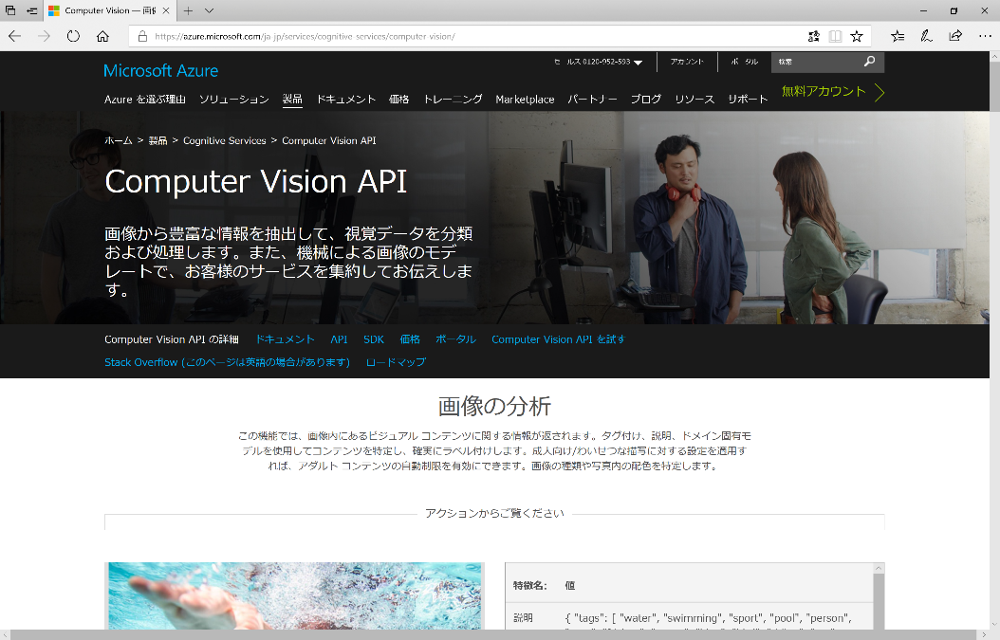 Computer Vision — 画像
https://azure.microsoft.com/ja-jp/services/cognitive-services/computer-vision/
Microsoft Azure
セールス 0120-952-593
アカウント
ポータル
検索
Azure を選ぶ理由 ソリューション 製品 ドキュメント 価格 トレーニング Marketplace パートナー ブログ リソース サポート 無料アカウント
ホーム > 製品 > Cognitive Services > Computer Vision API
Computer Vision API
画像から豊富な情報を抽出して、視覚データを分類
および処理します。また、機械による画像のモデ
レートで、お客様のサービスを集約してお伝えしま
す。
Computer Vision API の詳細 ドキュメント API SDK 価格 ポータル Computer Vision API を試す
Stack Overflow (このページは英語の場合があります) ロードマップ
画像の分析
この機能では、画像内にあるビジュアル コンテンツに関する情報が返されます。タグ付け、説明、ドメイン固有モ
デルを使用してコンテンツを特定し、確実にラベル付けします。成人向け/わいせつな描写に対する設定を適用す
れば、アダルト コンテンツの自動制限を有効にできます。画像の種類や写真内の配色を特定します。
アクションからご覧ください
特徴名: 値
説明 { "tags": [ "water", "swimming", "sport", "pool", "person",